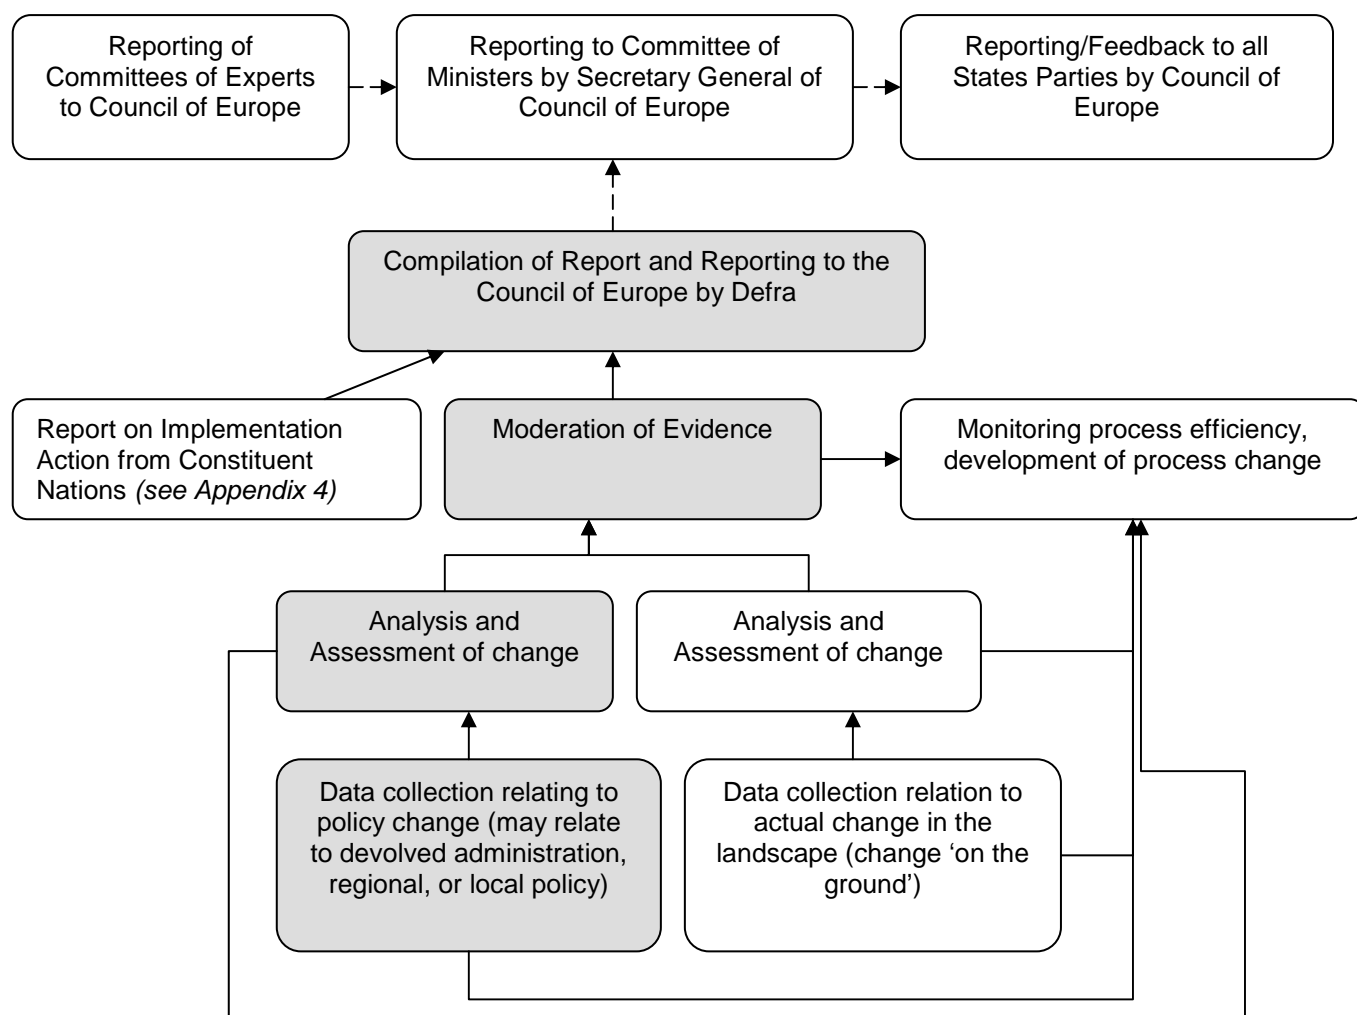 Reporting of
Committees of Experts
to Council of Europe
Reporting to Committee of
Ministers by Secretary General of
Council of Europe
Reporting/Feedback to all
States Parties by Council of
Europe
Compilation of Report and Reporting to the
Council of Europe by Defra
Report on Implementation
Action from Constituent
Nations (see Appendix 4)
Moderation of Evidence
Monitoring process efficiency,
development of process change
Analysis and
Assessment of change
Analysis and
Assessment of change
Data collection relating to
policy change (may relate
to devolved administration,
regional, or local policy)
Data collection relation to
actual change in the
landscape (change ‘on the
ground’)